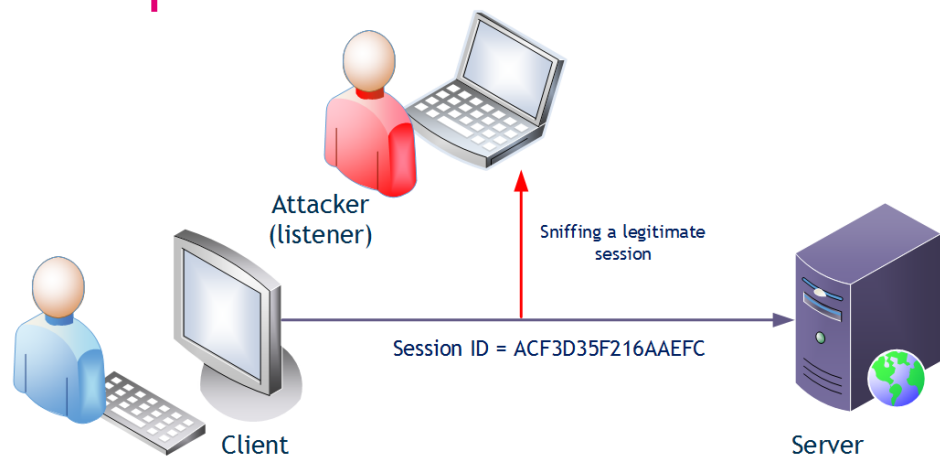 Attacker
(listener)
Sniffing a legitimate
session
Session ID = ACF3D35F216AAEFC
Client
Server